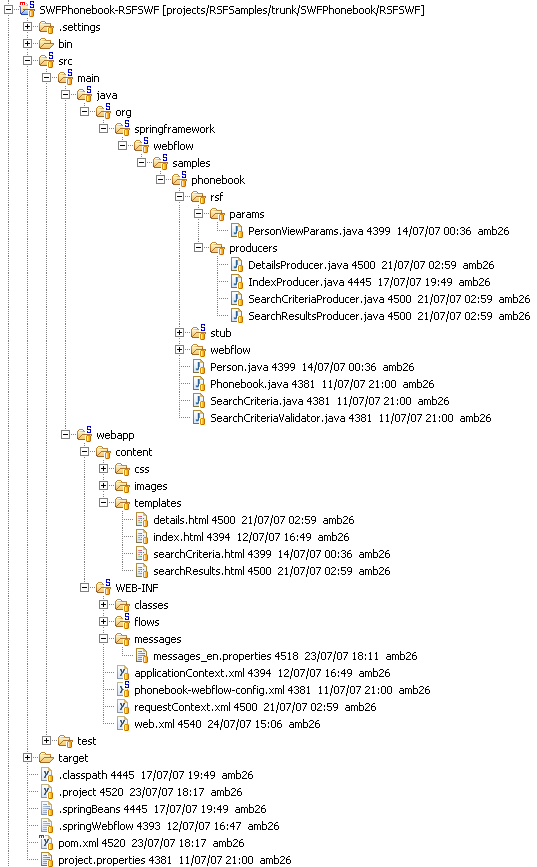 SWFPhonebook-RSFSWF [projects/RSFSamples/trunk/SWFPhonebook/RSFSWF]
.settings
bin
src
main
java
org
springframework
webflow
samples
phonebook
rsf
params
PersonViewParams.java 4399 14/07/07 00:36 amb26
producers
DetailsProducer.java 4500 21/07/07 02:59 amb26
IndexProducer.java 4445 17/07/07 19:49 amb26
SearchCriteriaProducer.java 4500 21/07/07 02:59 amb26
SearchResultsProducer.java 4500 21/07/07 02:59 amb26
stub
webflow
Person.java 4399 14/07/07 00:36 amb26
Phonebook.java 4381 11/07/07 21:00 amb26
SearchCriteria.java 4381 11/07/07 21:00 amb26
SearchCriteriaValidator.java 4381 11/07/07 21:00 amb26
webapp
content
css
images
templates
details.html 4500 21/07/07 02:59 amb26
index.html 4394 12/07/07 16:49 amb26
searchCriteria.html 4399 14/07/07 00:36 amb26
searchResults.html 4500 21/07/07 02:59 amb26
WEB-INF
classes
flows
messages
messages_en.properties 4518 23/07/07 18:11 amb26
applicationContext.xml 4394 12/07/07 16:49 amb26
phonebook-webflow-config.xml 4381 11/07/07 21:00 amb26
requestContext.xml 4500 21/07/07 02:59 amb26
web.xml 4540 24/07/07 15:06 amb26
test
target
.classpath 4445 17/07/07 19:49 amb26
.project 4520 23/07/07 18:17 amb26
.springBeans 4445 17/07/07 19:49 amb26
.springWebflow 4393 12/07/07 16:47 amb26
pom.xml 4520 23/07/07 18:17 amb26
project.properties 4381 11/07/07 21:00 amb26